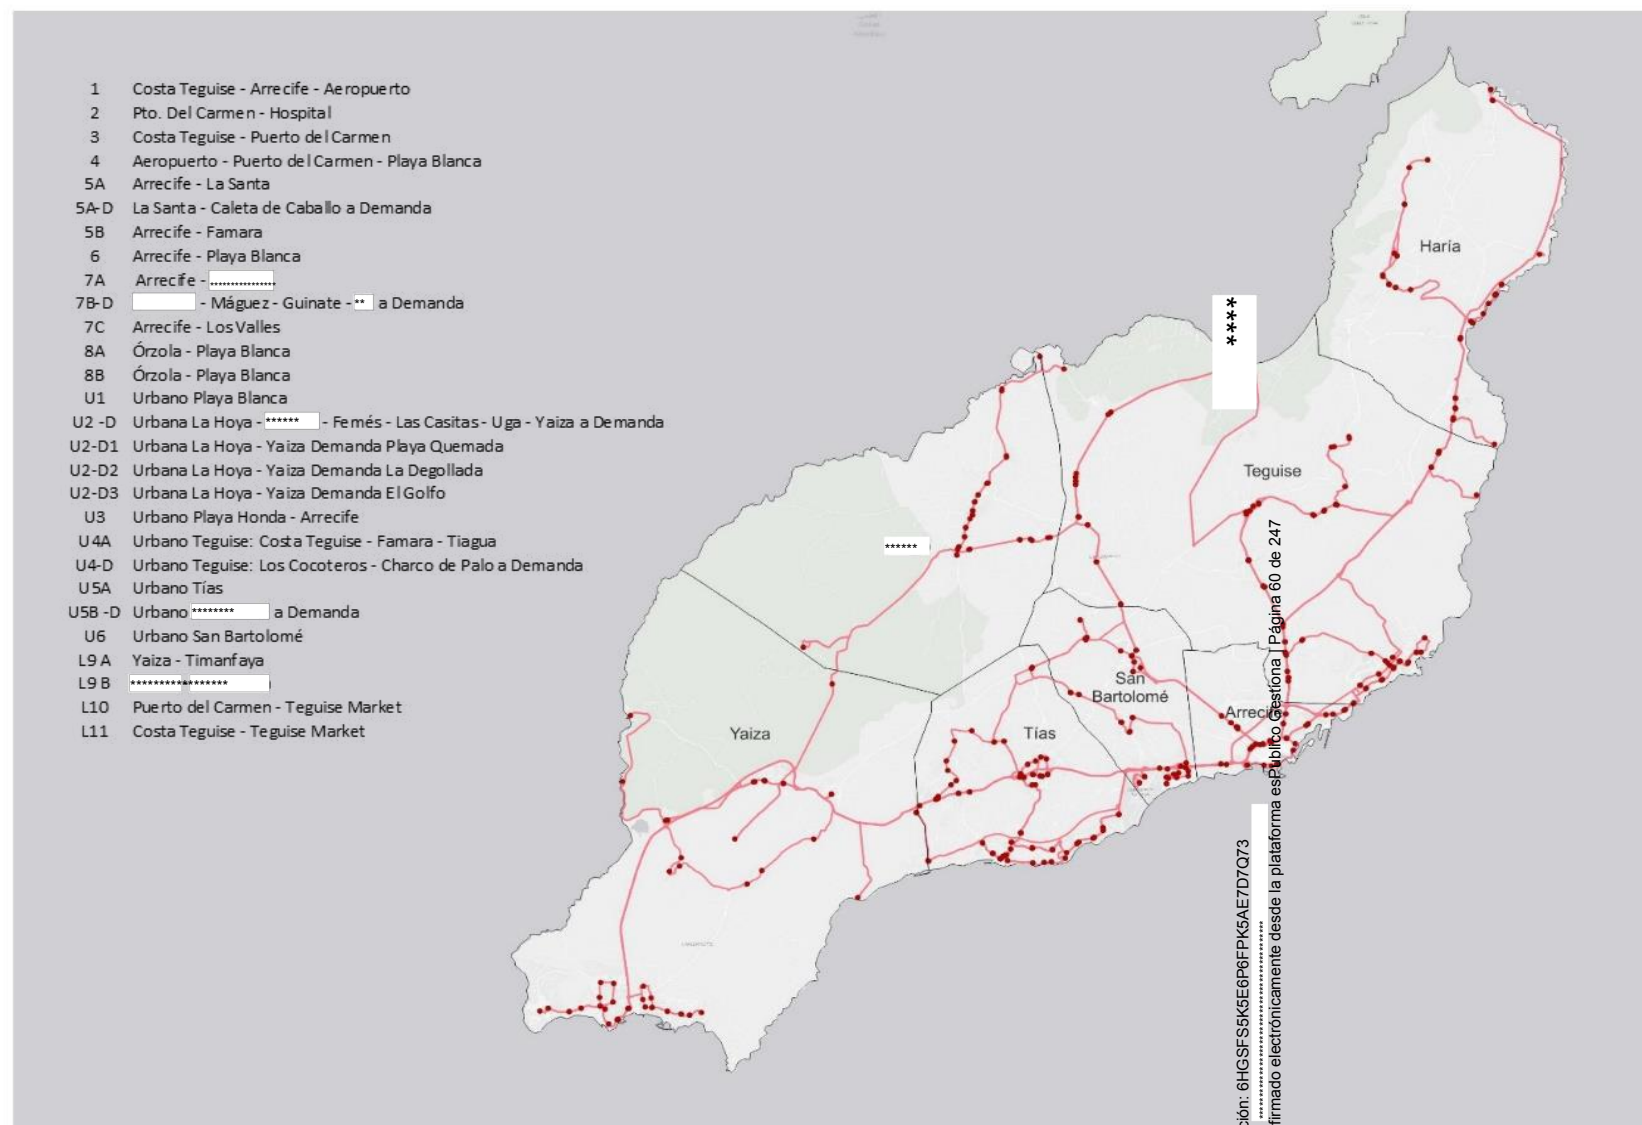 1 Costa Teguise - Arrecife - Aeropuerto
2 Pto. Del Carmen - Hospital
3 Costa Teguise - Puerto del Carmen
4 Aeropuerto - Puerto del Carmen - Playa Blanca
5A Arrecife - La Santa
5A-D La Santa - Caleta de Caballo a Demanda
5B Arrecife - Famara
6 Arrecife - Playa Blanca
7A Arrecife - ****************
7B-D - Máguez - Guinate - ** a Demanda
7C Arrecife - Los Valles
8A Órzola - Playa Blanca
8B Órzola - Playa Blanca
U1 Urbano Playa Blanca
U2 -D Urbana La Hoya - ****** - Femés - Las Casitas - Uga - Yaiza a Demanda
U2-D1 Urbana La Hoya - Yaiza Demanda Playa Quemada
U2-D2 Urbana La Hoya - Yaiza Demanda La Degollada
U2-D3 Urbana La Hoya - Yaiza Demanda El Golfo
U3 Urbano Playa Honda - Arrecife
U4A Urbano Teguise: Costa Teguise - Famara - Tiagua
U4-D Urbano Teguise: Los Cocoteros - Charco de Palo a Demanda
U5A Urbano Tías
U5B -D Urbano ******** a Demanda
U6 Urbano San Bartolomé
L9 A Yaiza - Timanfaya
L9 B *****************
L10 Puerto del Carmen - Teguise Market
L11 Costa Teguise - Teguise Market
Haría
****
Teguise
******
San
Bartolomé
Arrecife
Tías
Yaiza
ción: 6HGSFS5K5E6P6FPK5AE7D7Q73
firmado electrónicamente desde la plataforma esPublico Gestiona | Página 60 de 247